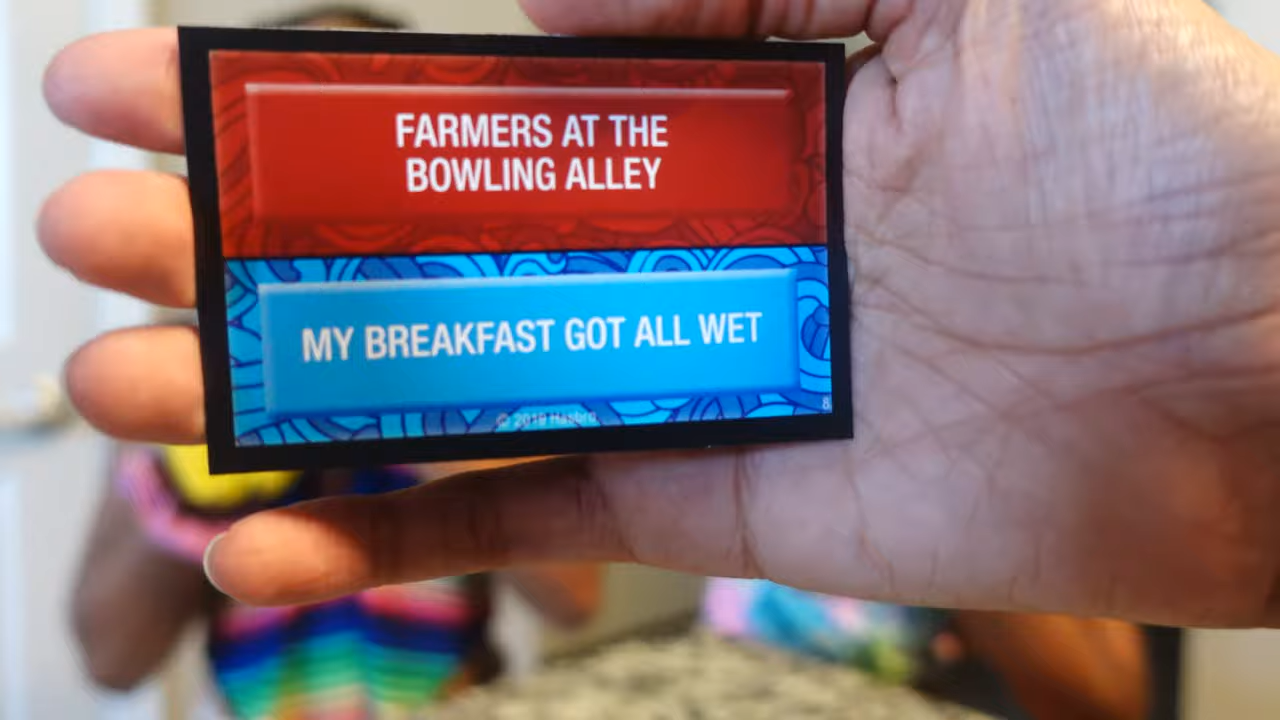 FARMERS AT THE
BOWLING ALLEY
MY BREAKFAST GOT ALL WET
8
© 2019 Hasbro.